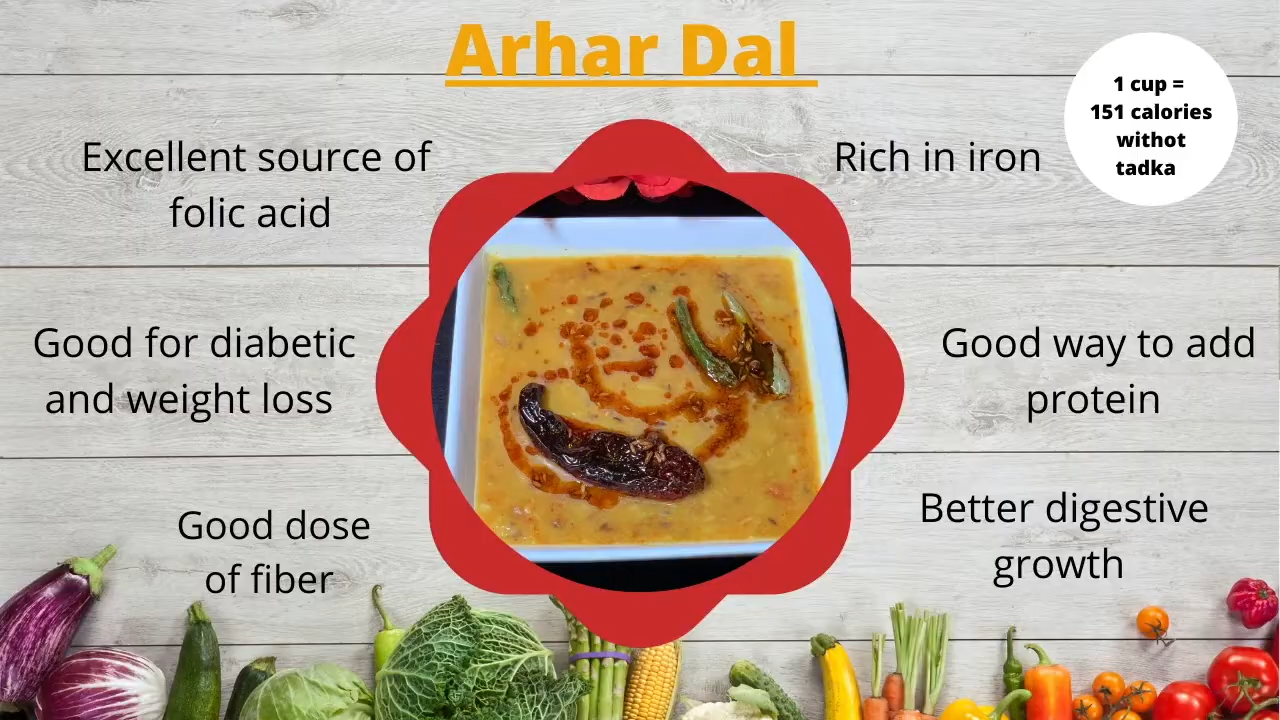 Arhar Dal
1 cup =
151 calories
withot
tadka
Excellent source of
folic acid
Rich in iron
Good for diabetic
and weight loss
Good way to add
protein
Good dose
of fiber
Better digestive
growth